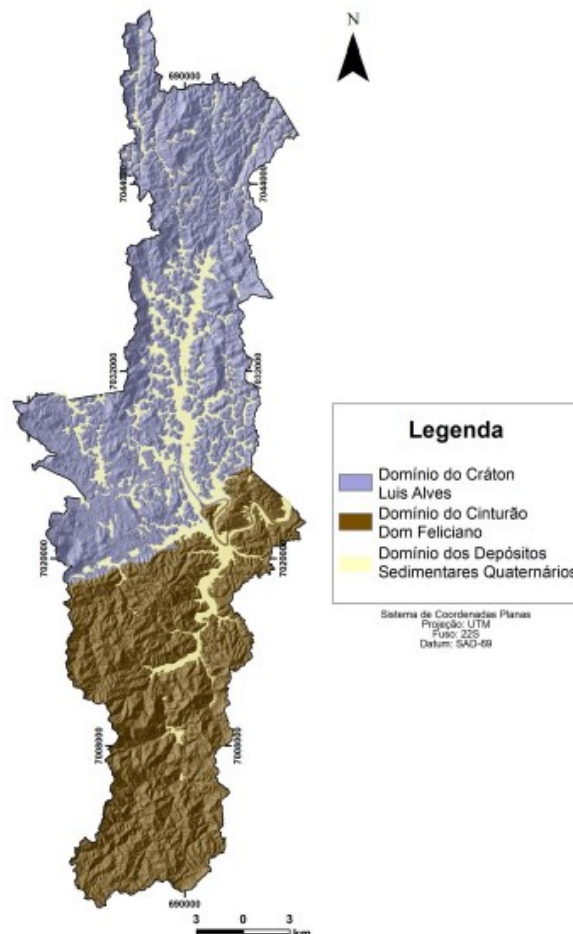 N
690000
7044000
7044000
7032000
7032000
Legenda
Domínio do Cráton
Luis Alves
Domínio do Cinturão
Dom Feliciano
Domínio dos Depósitos
Sedimentares Quaternários
Sistema de Coordenadas Planas
Projeção: UTM
Fuso: 22S
Datum: SAD-69
7020000
7020000
7008000
7008000
690000
3 0 3
km